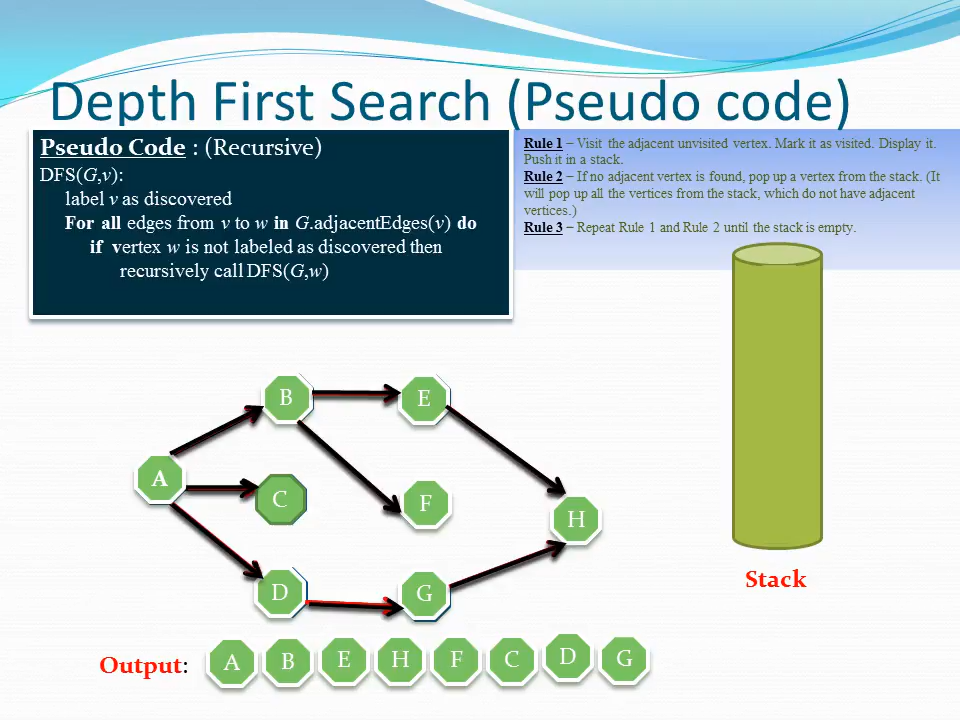 Depth First Search (Pseudo code)
Pseudo Code : (Recursive)
DFS(G,v):
label v as discovered
For all edges from v to w in G.adjacentEdges(v) do
if vertex w is not labeled as discovered then
recursively call DFS(G,w)
Rule 1 – Visit the adjacent unvisited vertex. Mark it as visited. Display it.
Push it in a stack.
Rule 2 – If no adjacent vertex is found, pop up a vertex from the stack. (It
will pop up all the vertices from the stack, which do not have adjacent
vertices.)
Rule 3 – Repeat Rule 1 and Rule 2 until the stack is empty.
B
E
A
C
F
H
D
G
Stack
Output: A B E H F C D G